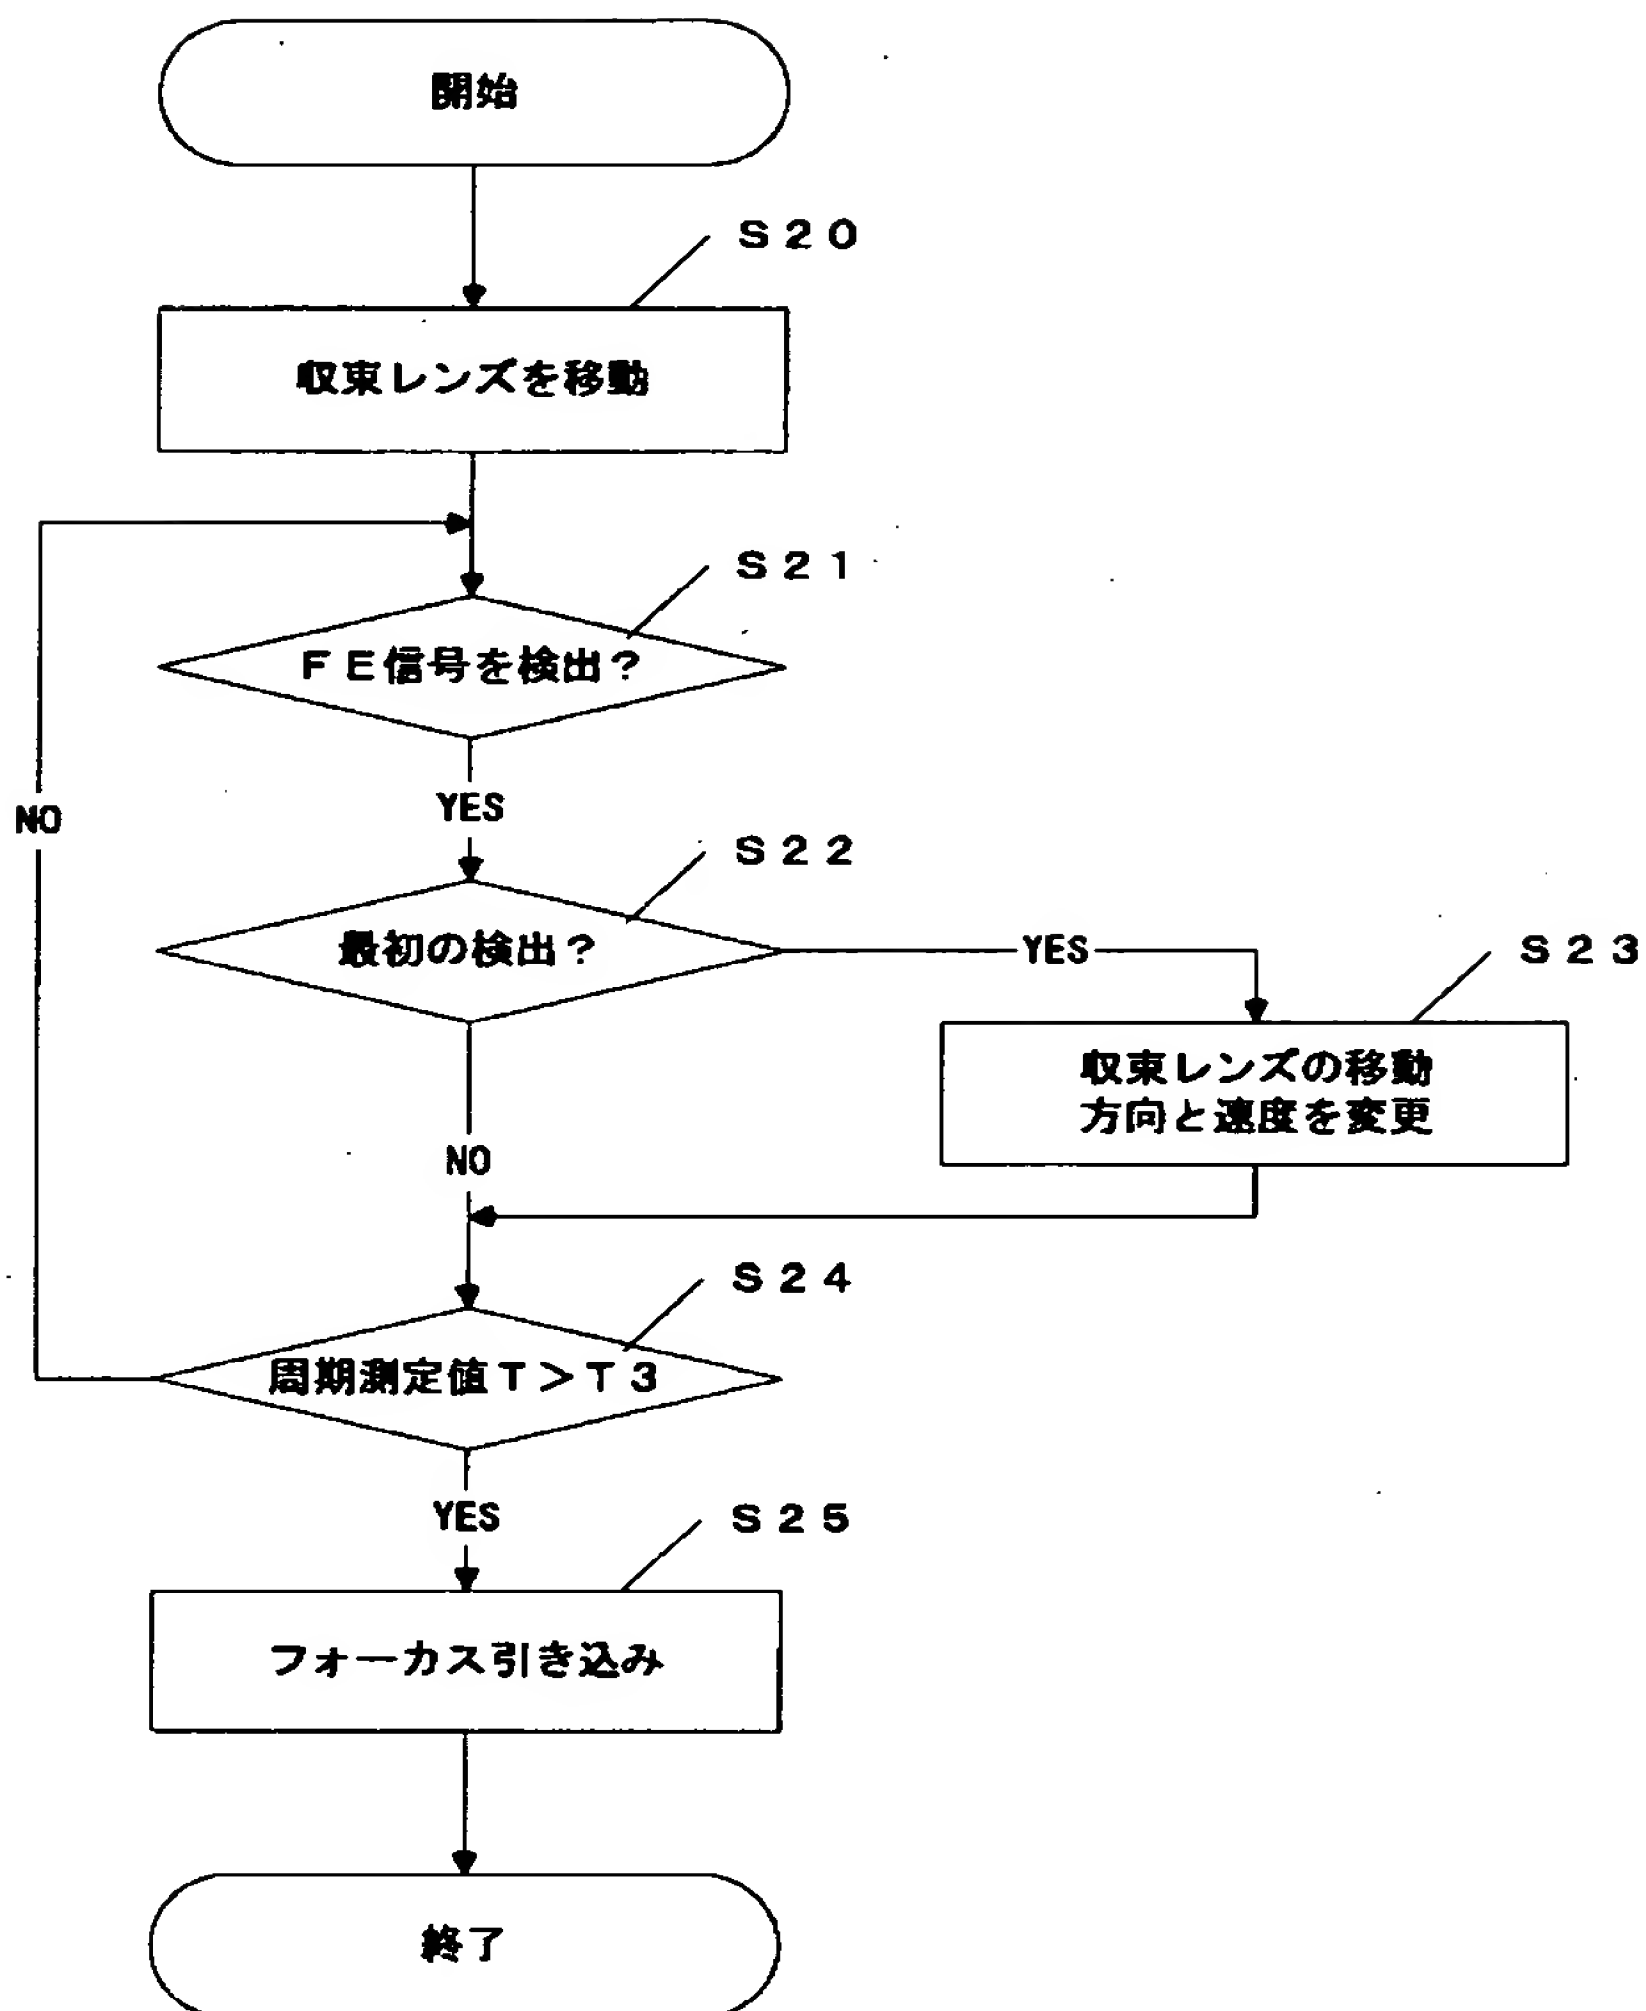 開始
S20
収束レンズを移動
S21
FE信号を検出?
YES
NO
S22
最初の検出?
YES
S23
収束レンズの移動
方向と速度を変更
NO
S24
周期測定値T>T3
YES
S25
フォーカス引き込み
終了